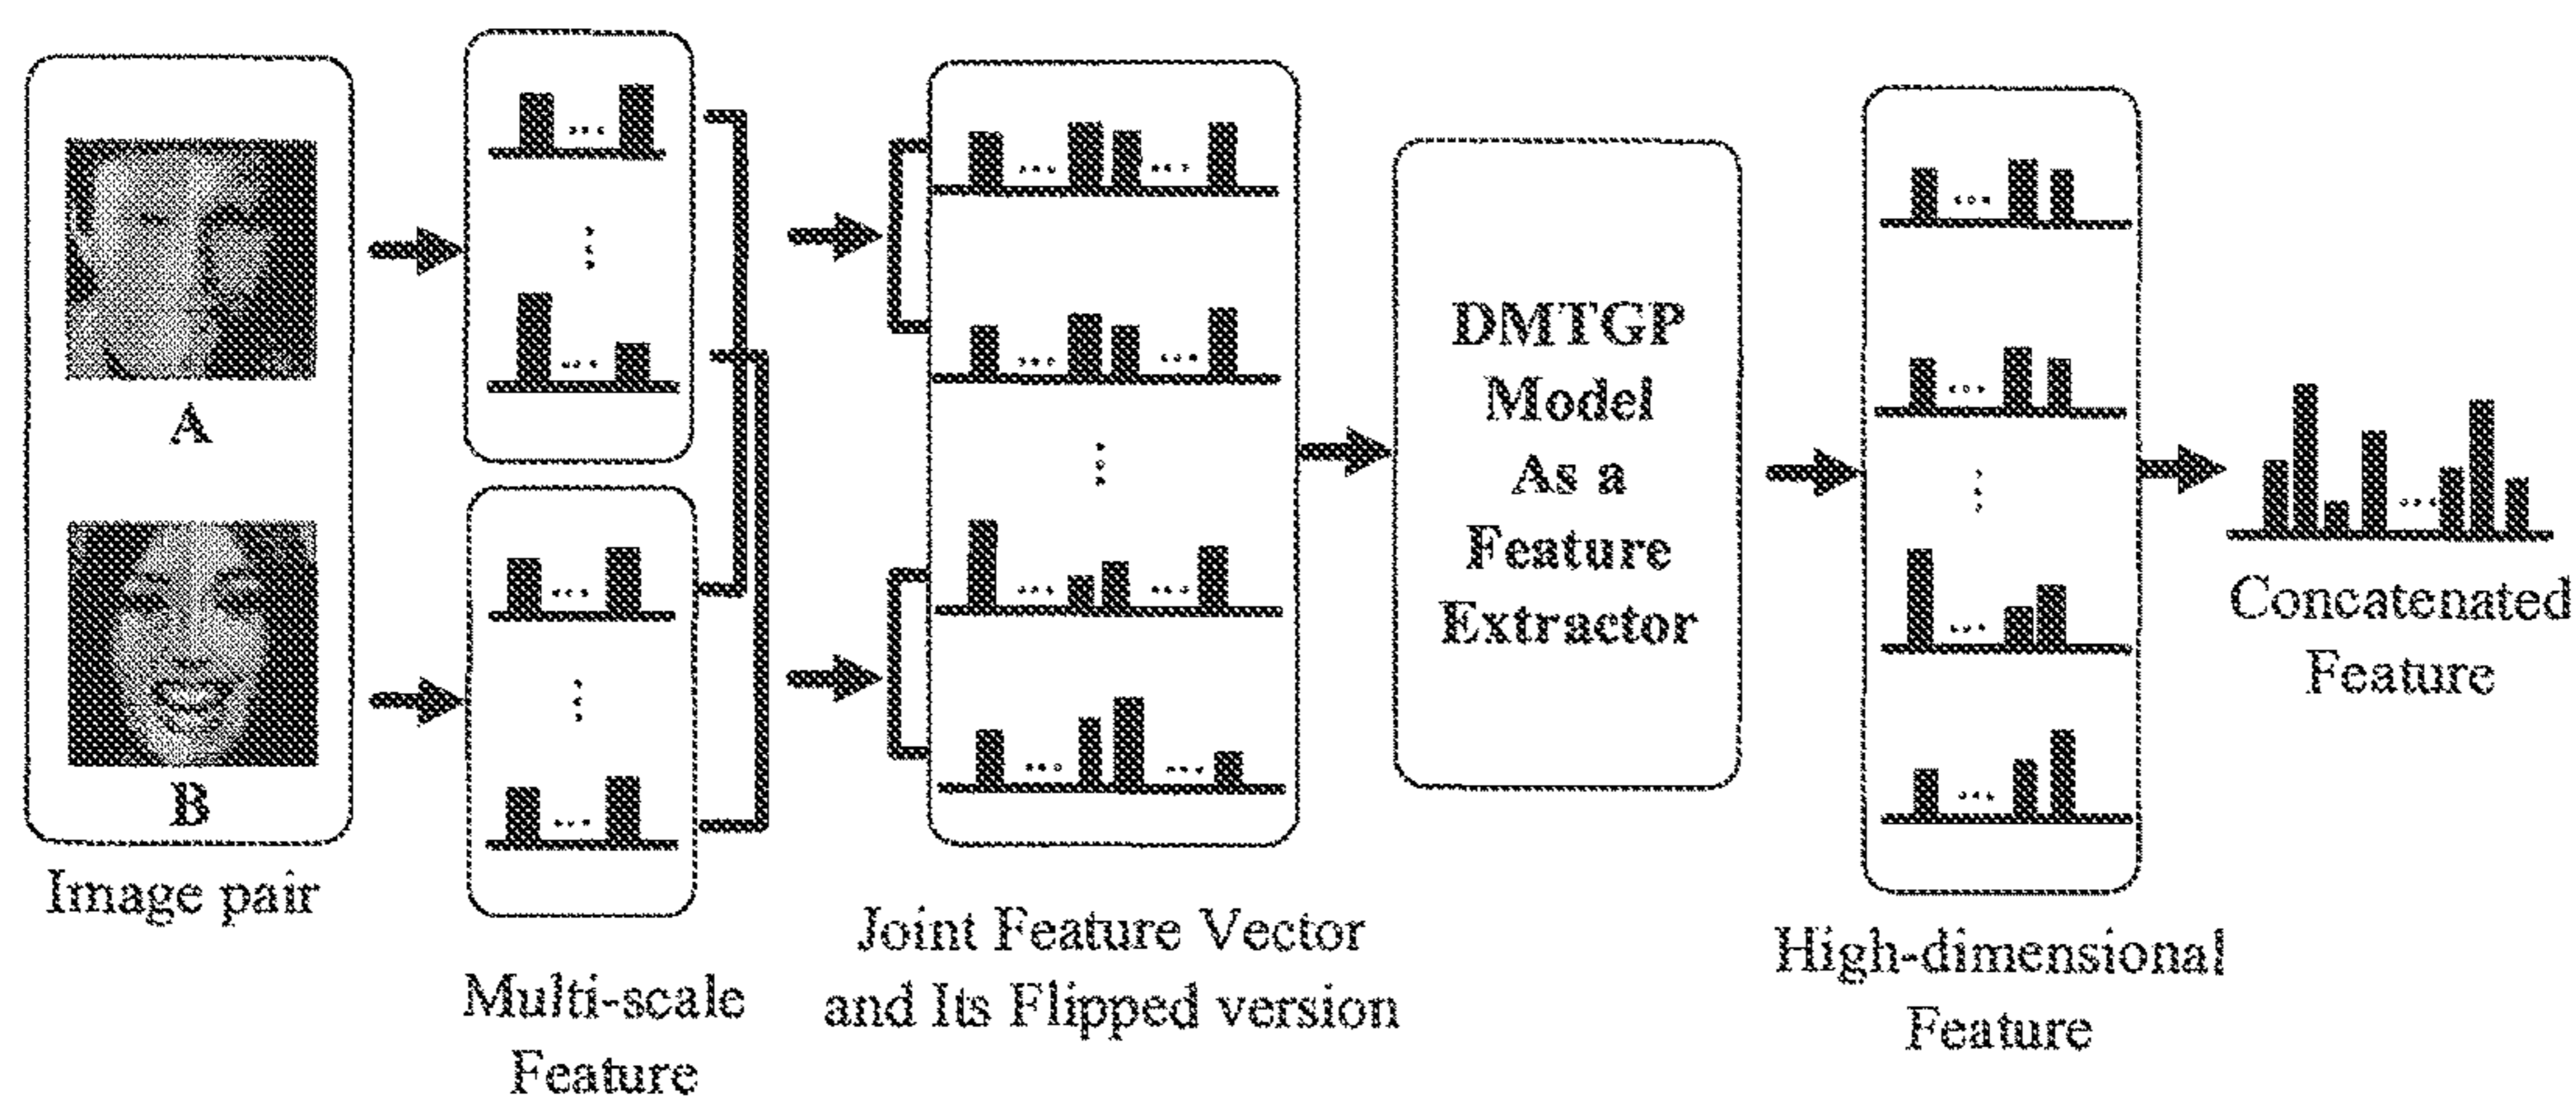 A
B
Image pair
Multi-scale
Feature
Joint Feature Vector
and Its Flipped version
DMTGP
Model
As a
Feature
Extractor
High-dimensional
Feature
Concatenated
Feature